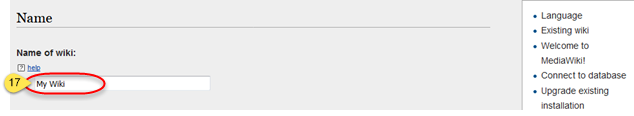 Name
Name of wiki:
? help
17 My Wiki
Language
Existing wiki
Welcome to
MediaWiki!
Connect to database
Upgrade existing
installation